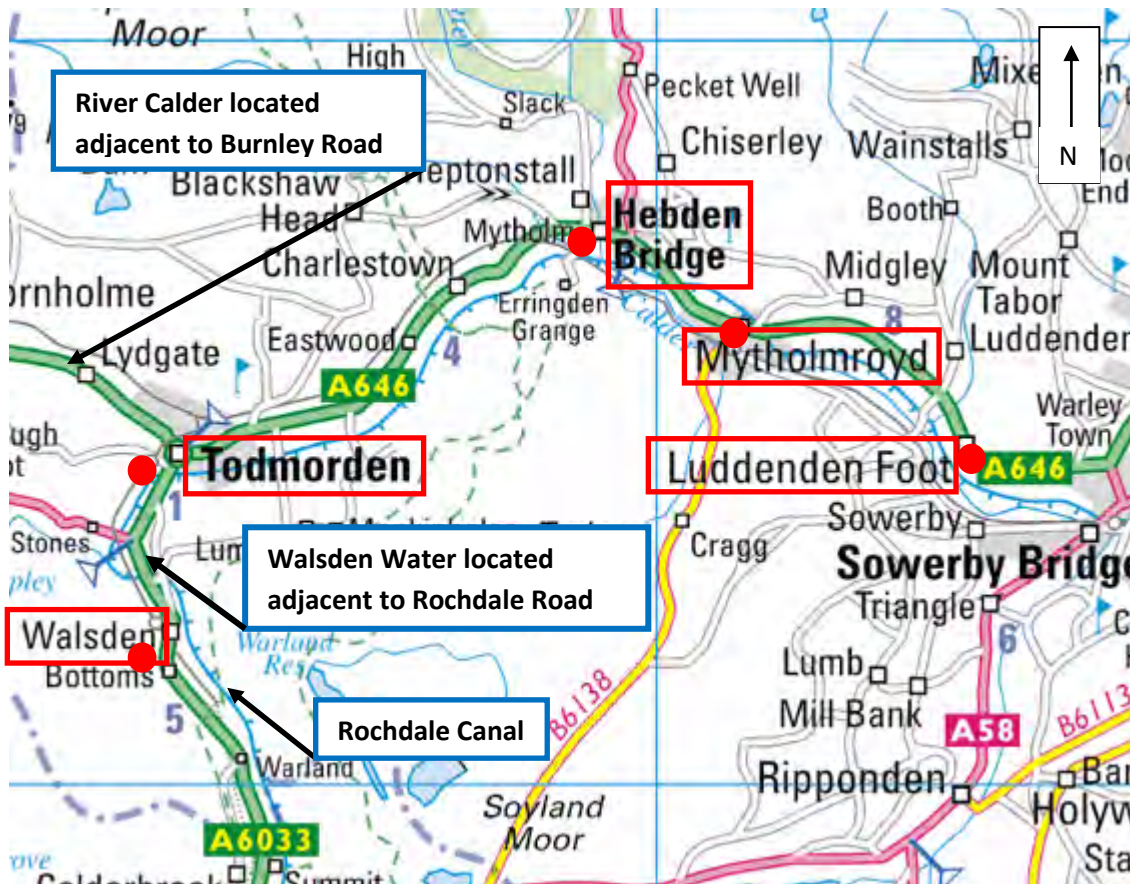 Moor
High
River Calder located
adjacent to Burnley Road
Slack
Pecket Well
Chiserley
Wainstalls
N
End
Blackshaw
Head
Mytholm
Hebden
Bridge
Booth
Charlestown
Erringden
Grange
Calder
Midgley
Mount
Tabor
Eastwood
4
8
Lydgate
Mytholmroyd
A646
Warley
Town
Todmorden
Luddenden Foot
A646
1
Stones
Sowerby
Cragg
Walsden Water located
adjacent to Rochdale Road
Sowerby Bridge
Triangle
6
Walsden
Warland
Res
Bottoms
Lumb
Mill Bank
5
Rochdale Canal
B6138
A58
B6113
Warland
Ripponden
Soyland
Moor
A6033
Summit